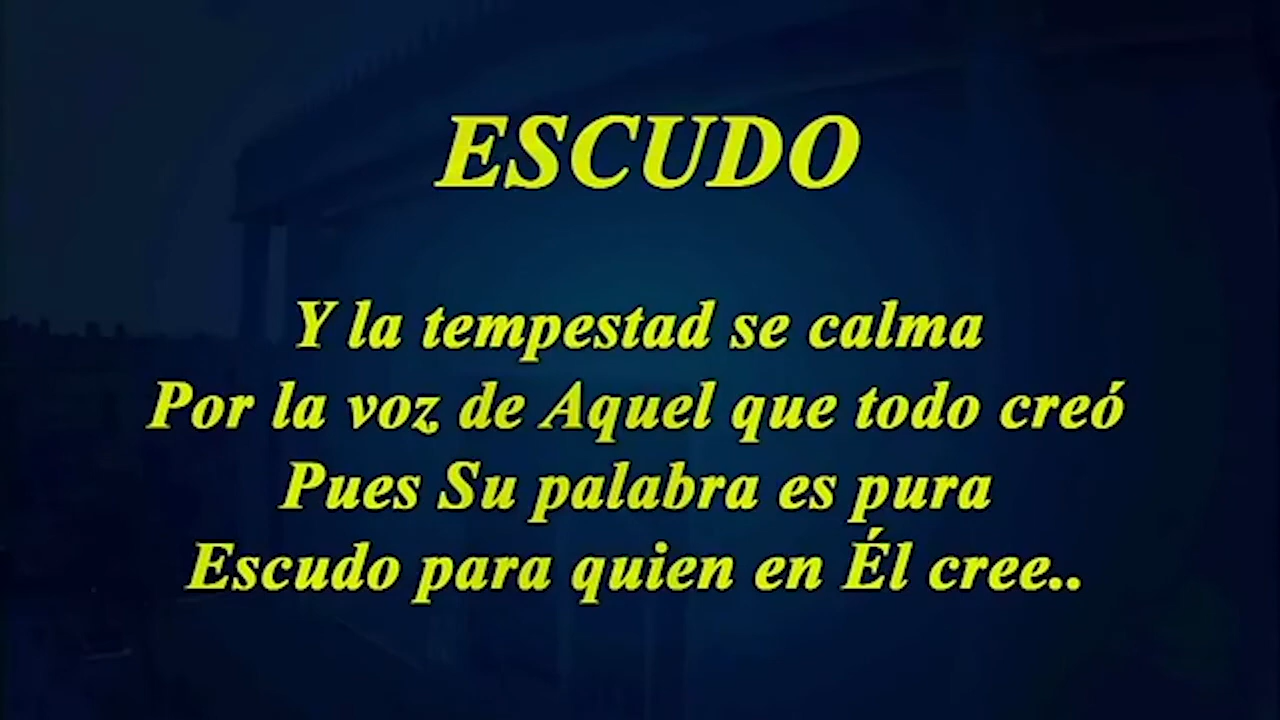 ESCUDO
Y la tempestad se calma
Por la voz de Aquel que todo creó
Pues Su palabra es pura
Escudo para quien en Él cree..